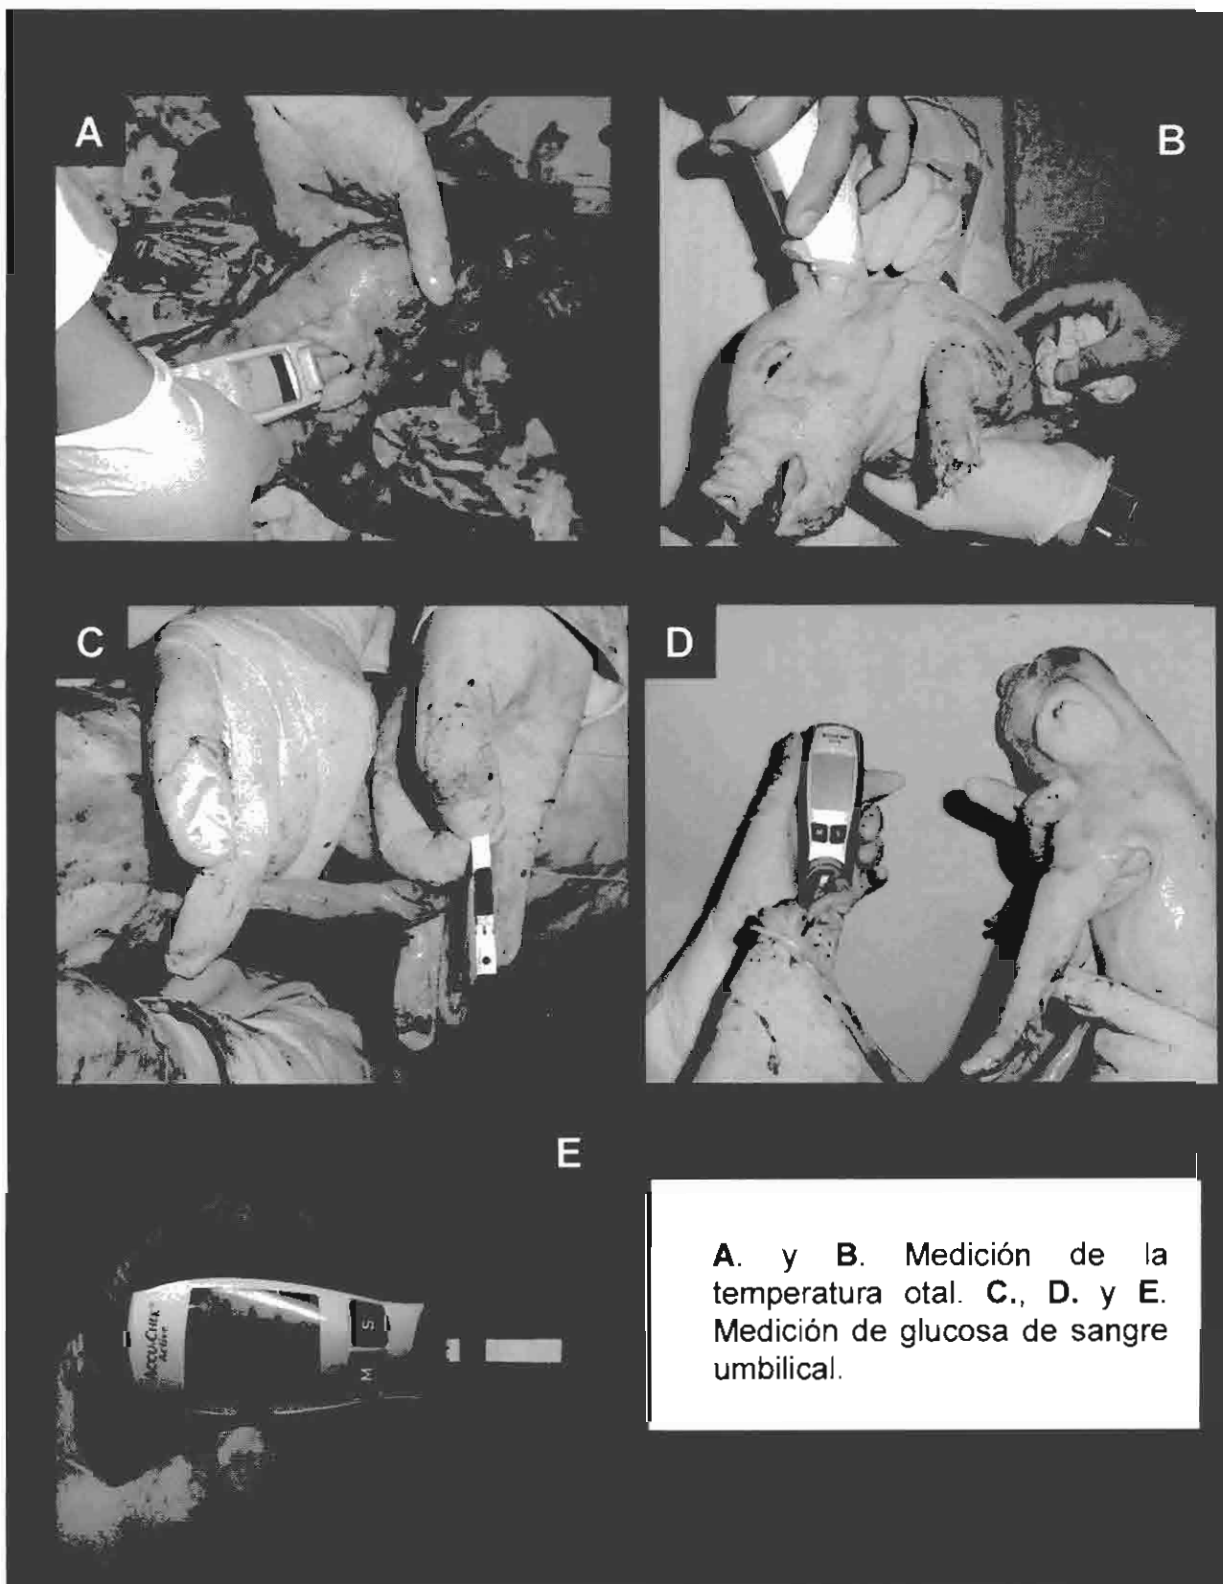 A
B
C
D
E
ACCU-CHEK®
Active
S
M
A. y B. Medición de la
temperatura otal. C., D. y E.
Medición de glucosa de sangre
umbilical.